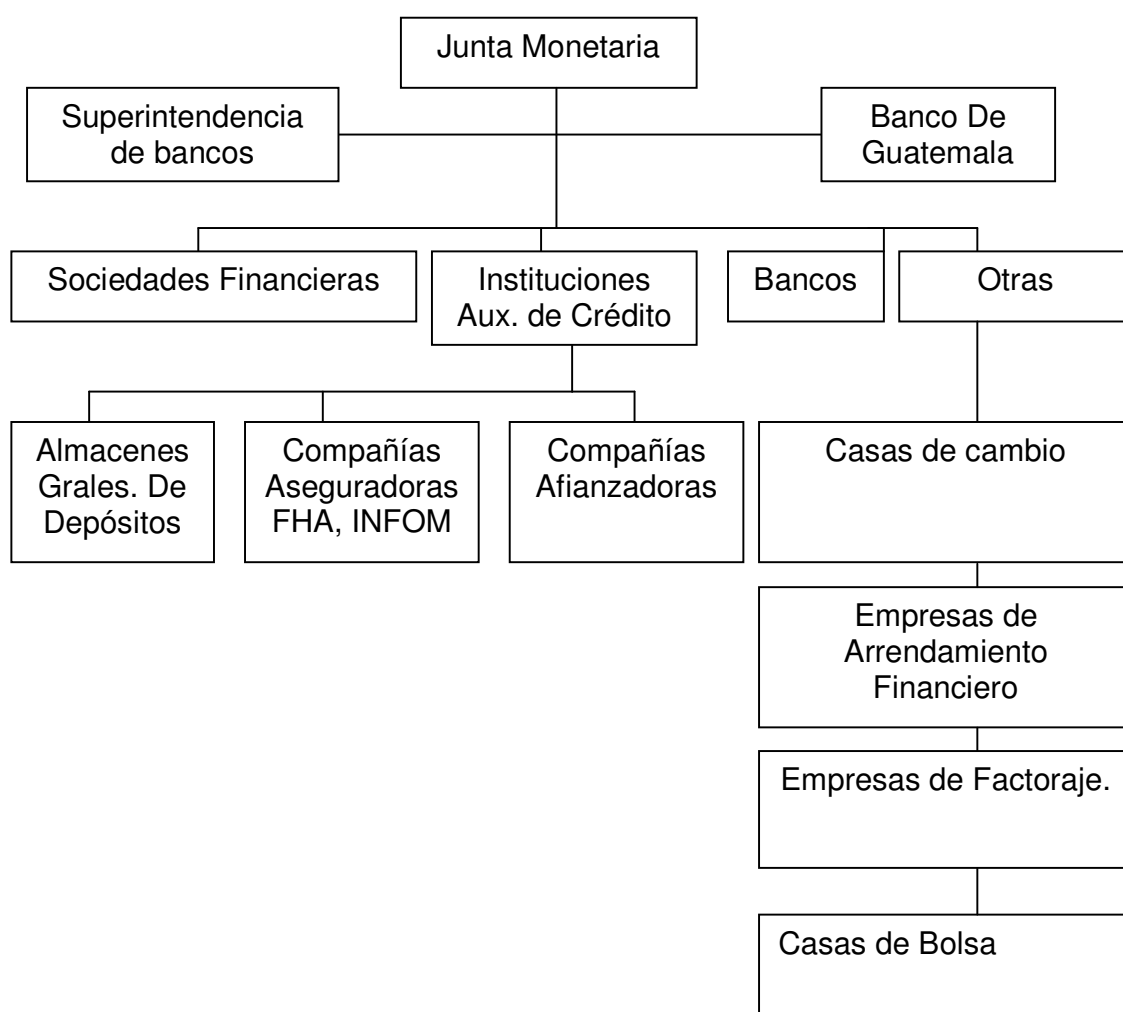 Junta Monetaria
Superintendencia
de bancos
Banco De
Guatemala
Sociedades Financieras
Instituciones
Aux. de Crédito
Bancos
Otras
Almacenes
Grales. De
Depósitos
Compañías
Aseguradoras
FHA, INFOM
Compañías
Afianzadoras
Casas de cambio
Empresas de
Arrendamiento
Financiero
Empresas de Factoraje.
Casas de Bolsa